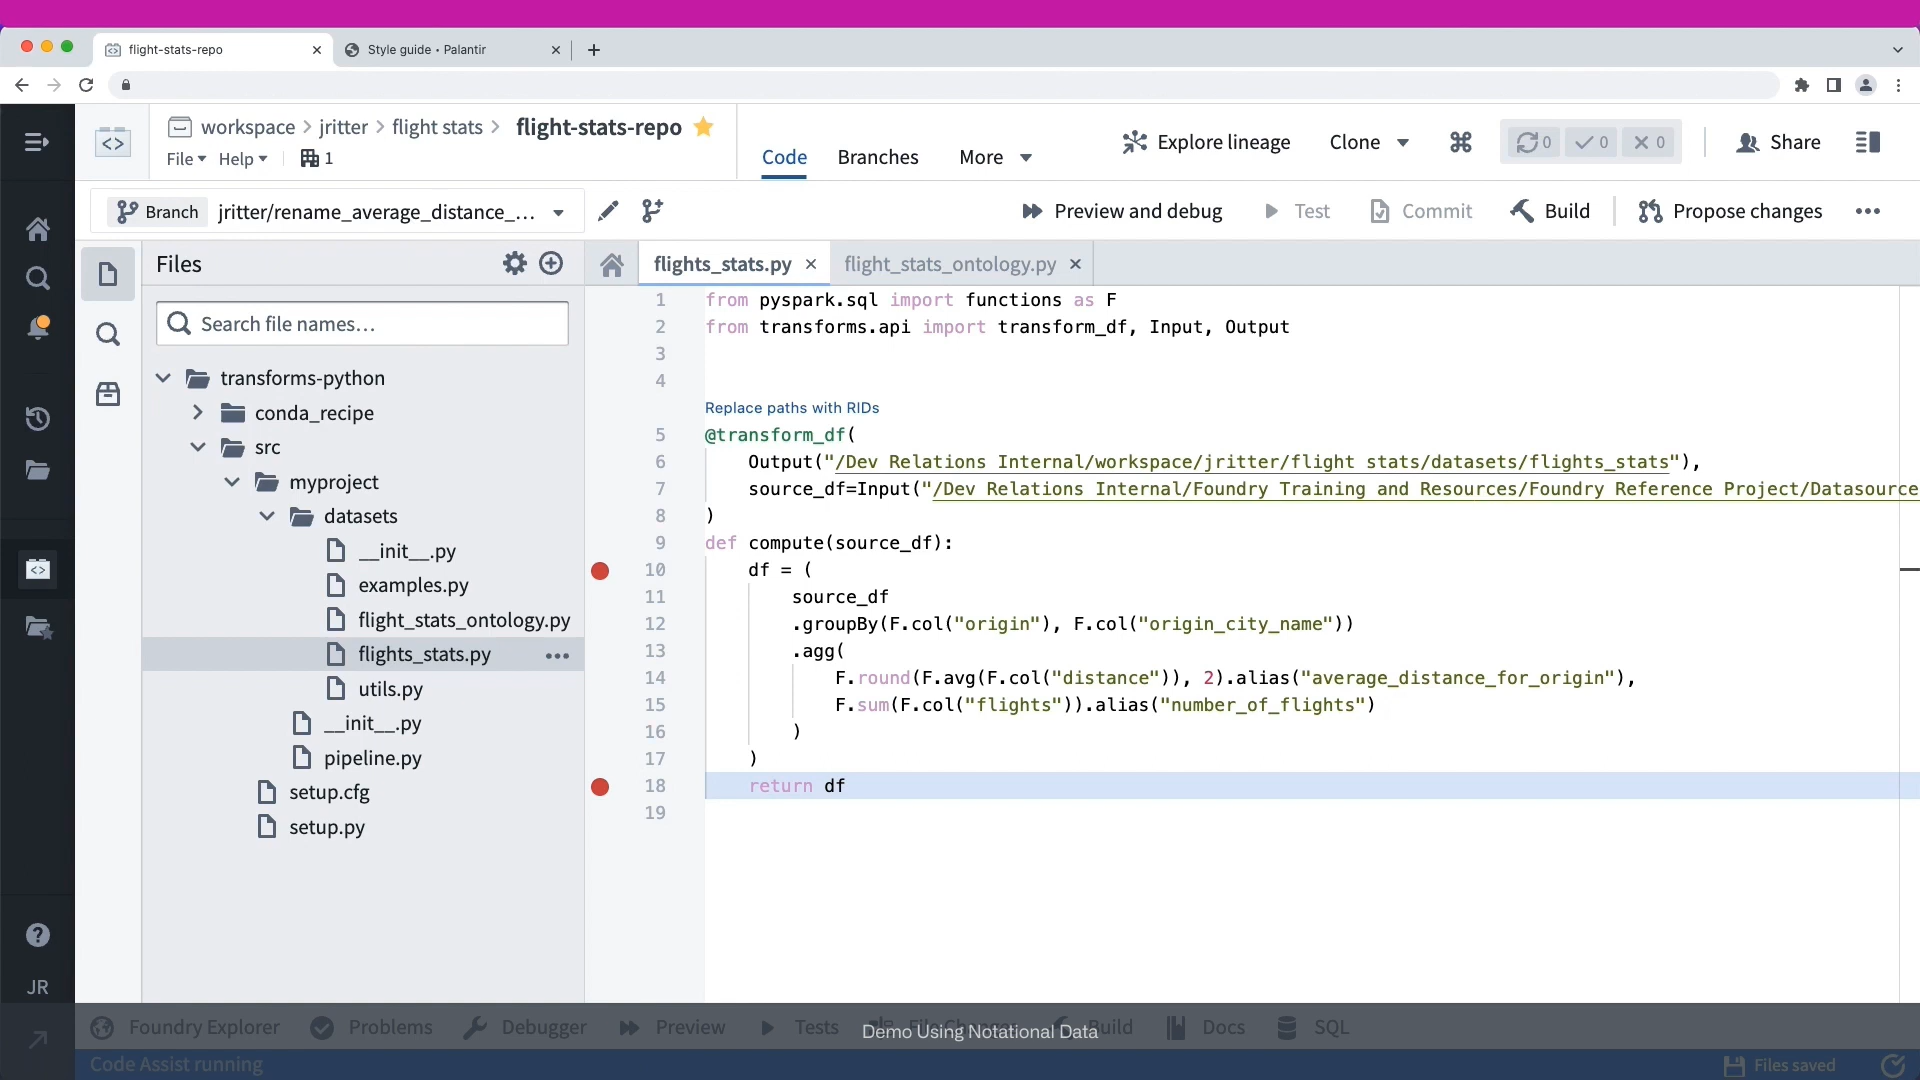 flight-stats-repo
Style guide • Palantir
workspace > jritter > flight stats > flight-stats-repo
File Help 1
Code Branches More
Explore lineage Clone 0 0 0 Share
Branch jritter/rename_average_distance_...
Preview and debug Test Commit Build Propose changes
Files
flights_stats.py
flight_stats_ontology.py
Search file names...
transforms-python
conda_recipe
src
myproject
datasets
__init__.py
examples.py
flight_stats_ontology.py
flights_stats.py
utils.py
__init__.py
pipeline.py
setup.cfg
setup.py
1 from pyspark.sql import functions as F
2 from transforms.api import transform_df, Input, Output
3
4
Replace paths with RIDs
5 @transform_df(
6 Output("/Dev Relations Internal/workspace/jritter/flight stats/datasets/flights_stats"),
7 source_df=Input("/Dev Relations Internal/Foundry Training and Resources/Foundry Reference Project/Datasource
8 )
9 def compute(source_df):
10 df = (
11 source_df
12 .groupBy(F.col("origin"), F.col("origin_city_name"))
13 .agg(
14 F.round(F.avg(F.col("distance")), 2).alias("average_distance_for_origin"),
15 F.sum(F.col("flights")).alias("number_of_flights")
16 )
17 )
18 return df
19
JR
Foundry Explorer Problems Debugger Preview Tests File Changes Build Docs SQL
Demo Using Notational Data
Code Assist running
Files saved